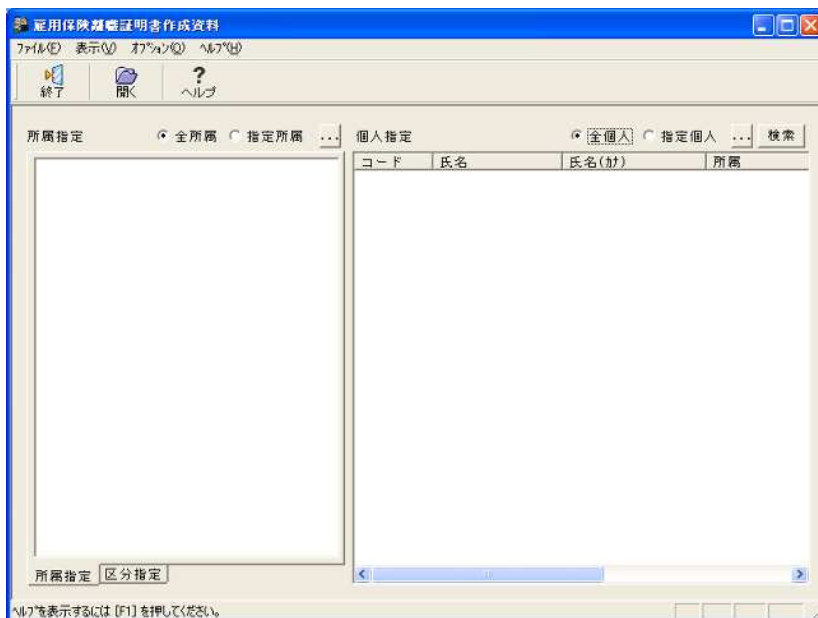 雇用保険離職証明書作成資料
ﾌｧｲﾙ(F) 表示(V) ｵﾌﾟｼｮﾝ(O) ﾍﾙﾌﾟ(H)
終了 開く ? ヘルプ
所属指定 全所属 指定所属 ... 個人指定 全個人 指定個人 ... 検索
コード 氏名 氏名(ｶﾅ) 所属
所属指定 区分指定
ﾍﾙﾌﾟを表示するには [F1] を押してください。